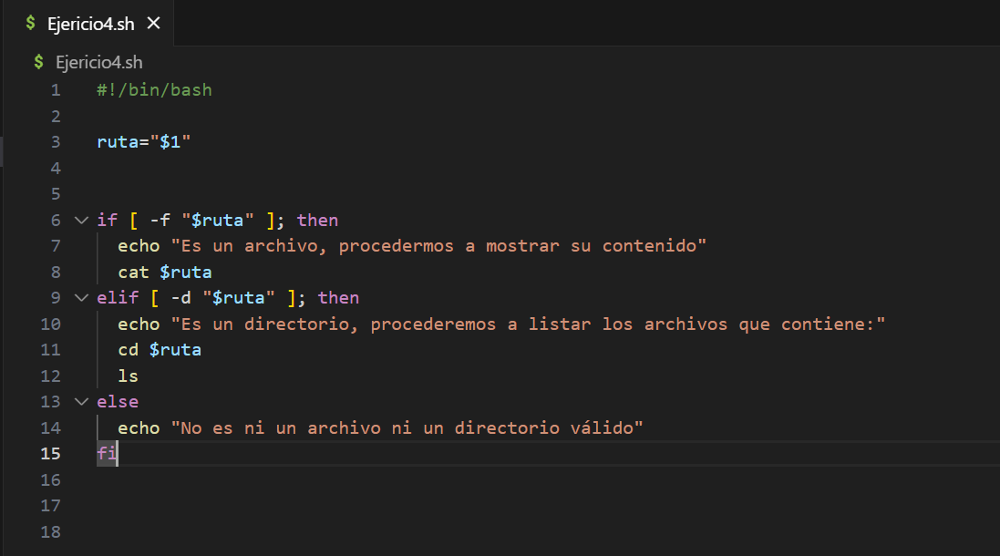 $ Ejericio4.sh ×
$ Ejericio4.sh
1 #!/bin/bash
2
3 ruta="$1"
4
5
6 if [ -f "$ruta" ]; then
7 echo "Es un archivo, procedermos a mostrar su contenido"
8 cat $ruta
9 elif [ -d "$ruta" ]; then
10 echo "Es un directorio, procederemos a listar los archivos que contiene:"
11 cd $ruta
12 ls
13 else
14 echo "No es ni un archivo ni un directorio válido"
15 fi
16
17
18